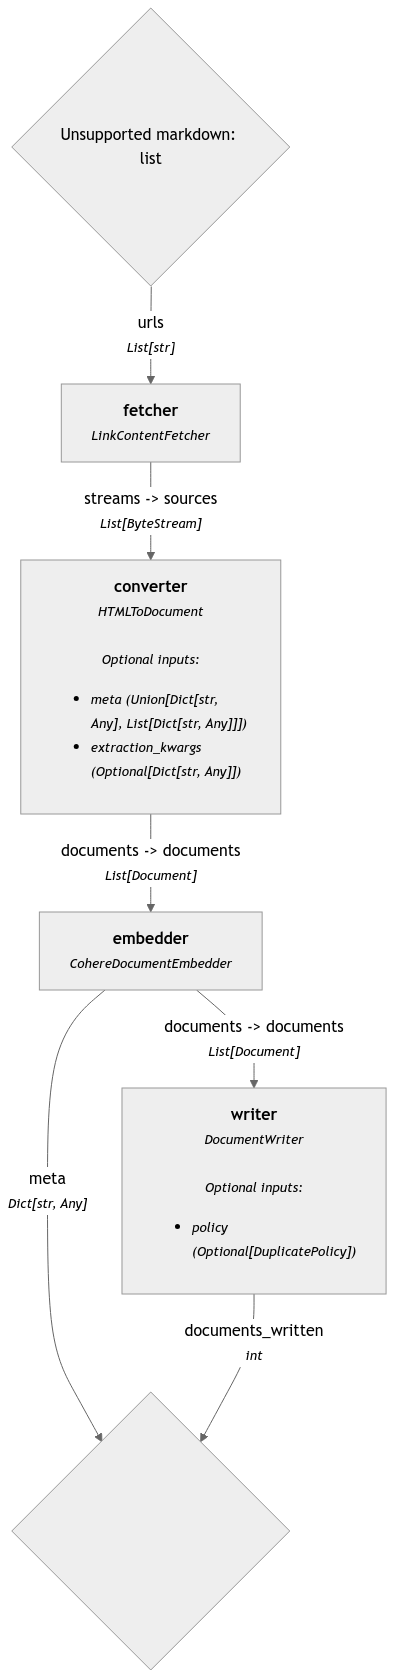 Unsupported markdown:
list
urls
List[str]
fetcher
LinkContentFetcher
streams -> sources
List[ByteStream]
converter
HTMLToDocument
Optional inputs:
• meta (Union[Dict[str,
Any], List[Dict[str, Any]]])
• extraction_kwargs
(Optional[Dict[str, Any]])
documents -> documents
List[Document]
embedder
CohereDocumentEmbedder
documents -> documents
List[Document]
writer
DocumentWriter
Optional inputs:
• policy
(Optional[DuplicatePolicy])
meta
Dict[str, Any]
documents_written
int